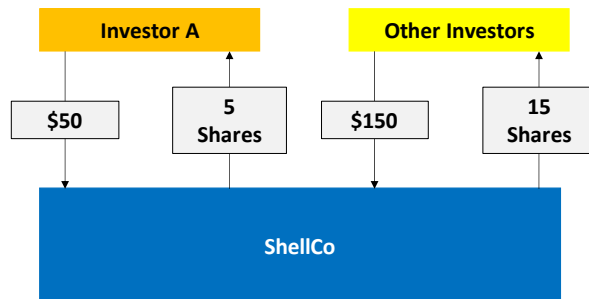 Investor A
Other Investors
$50
5
Shares
$150
15
Shares
ShellCo